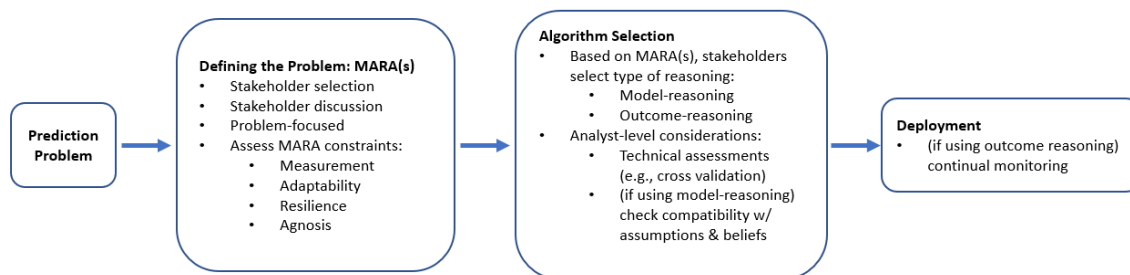 Prediction
Problem
Defining the Problem: MARA(s)
• Stakeholder selection
• Stakeholder discussion
• Problem-focused
• Assess MARA constraints:
• Measurement
• Adaptability
• Resilience
• Agnosis
Algorithm Selection
• Based on MARA(s), stakeholders
select type of reasoning:
• Model-reasoning
• Outcome-reasoning
• Analyst-level considerations:
• Technical assessments
(e.g., cross validation)
• (if using model-reasoning)
check compatibility w/
assumptions & beliefs
Deployment
• (if using outcome reasoning)
continual monitoring